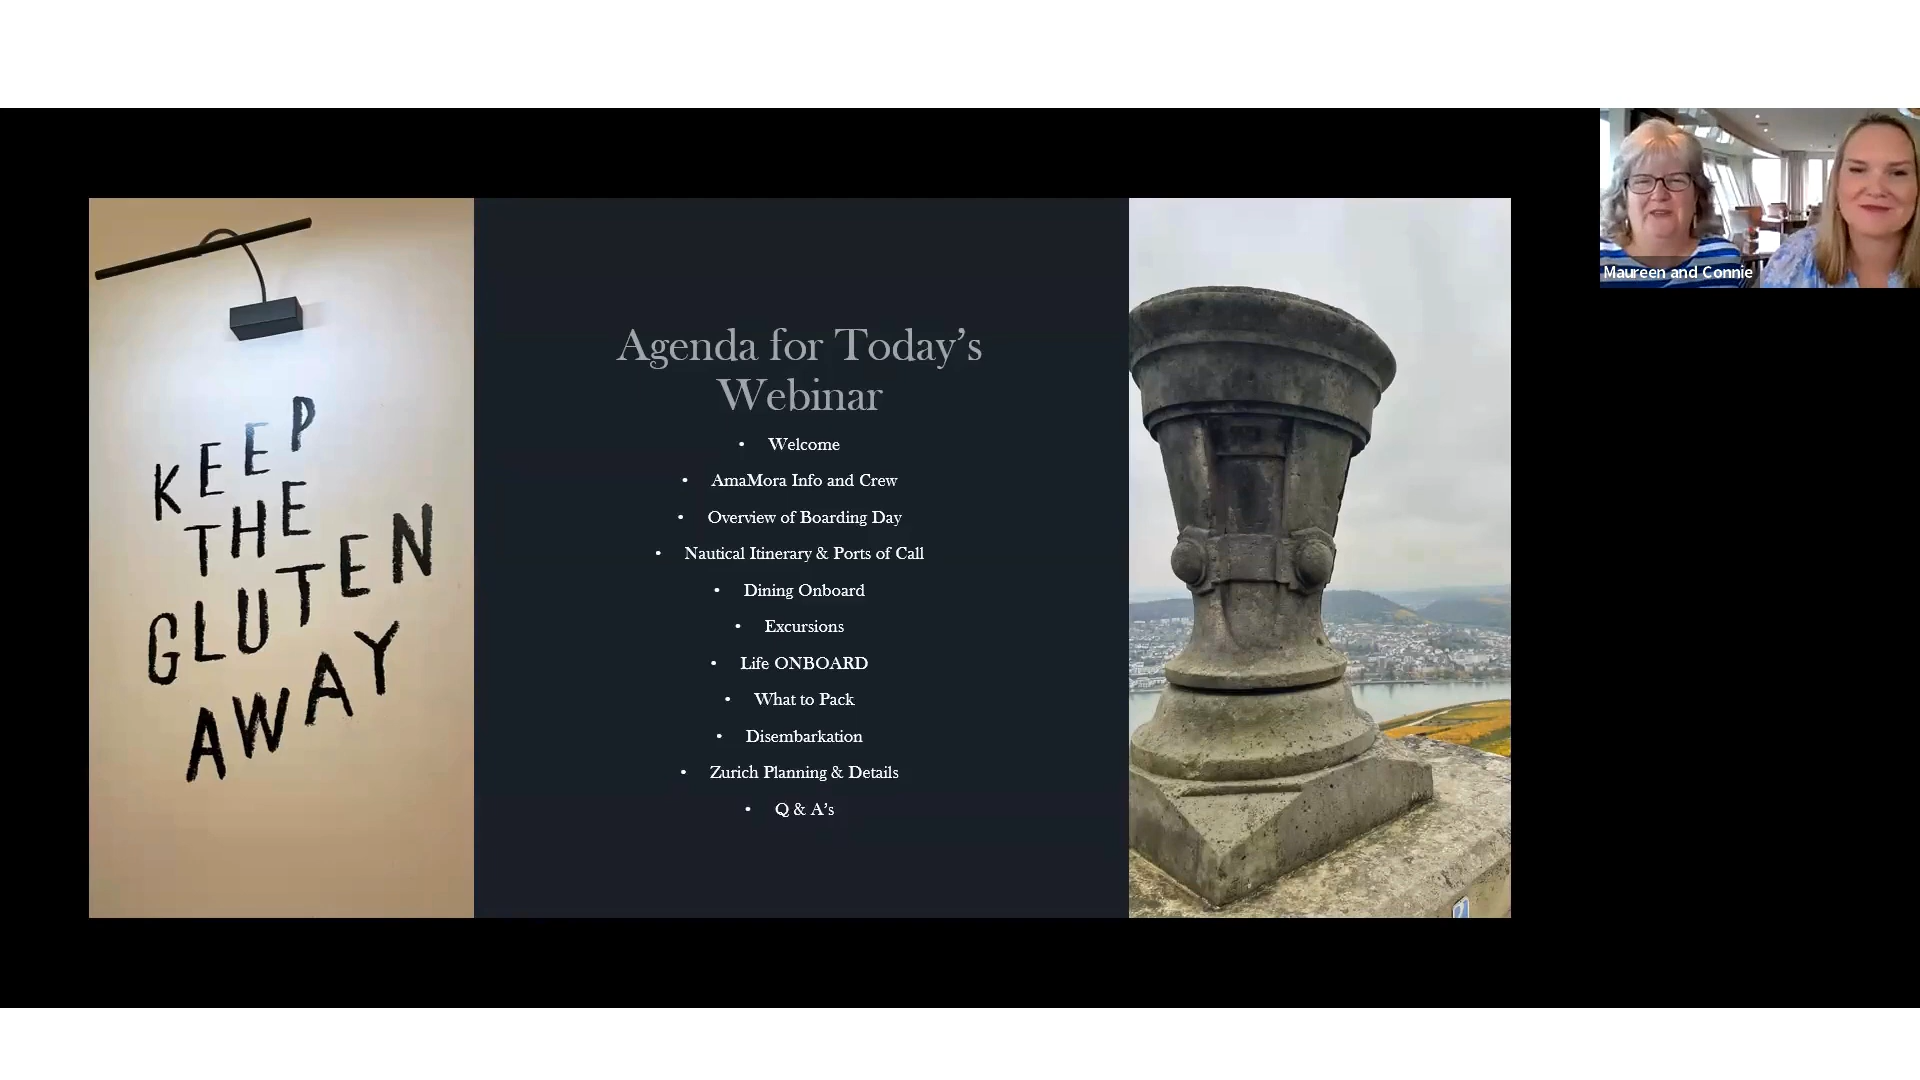 KEEP
THE
GLUTEN
AWAY
Agenda for Today's
Webinar
• Welcome
• AmaMora Info and Crew
• Overview of Boarding Day
• Nautical Itinerary & Ports of Call
• Dining Onboard
• Excursions
• Life ONBOARD
• What to Pack
• Disembarkation
• Zurich Planning & Details
• Q & A's
Maureen and Connie